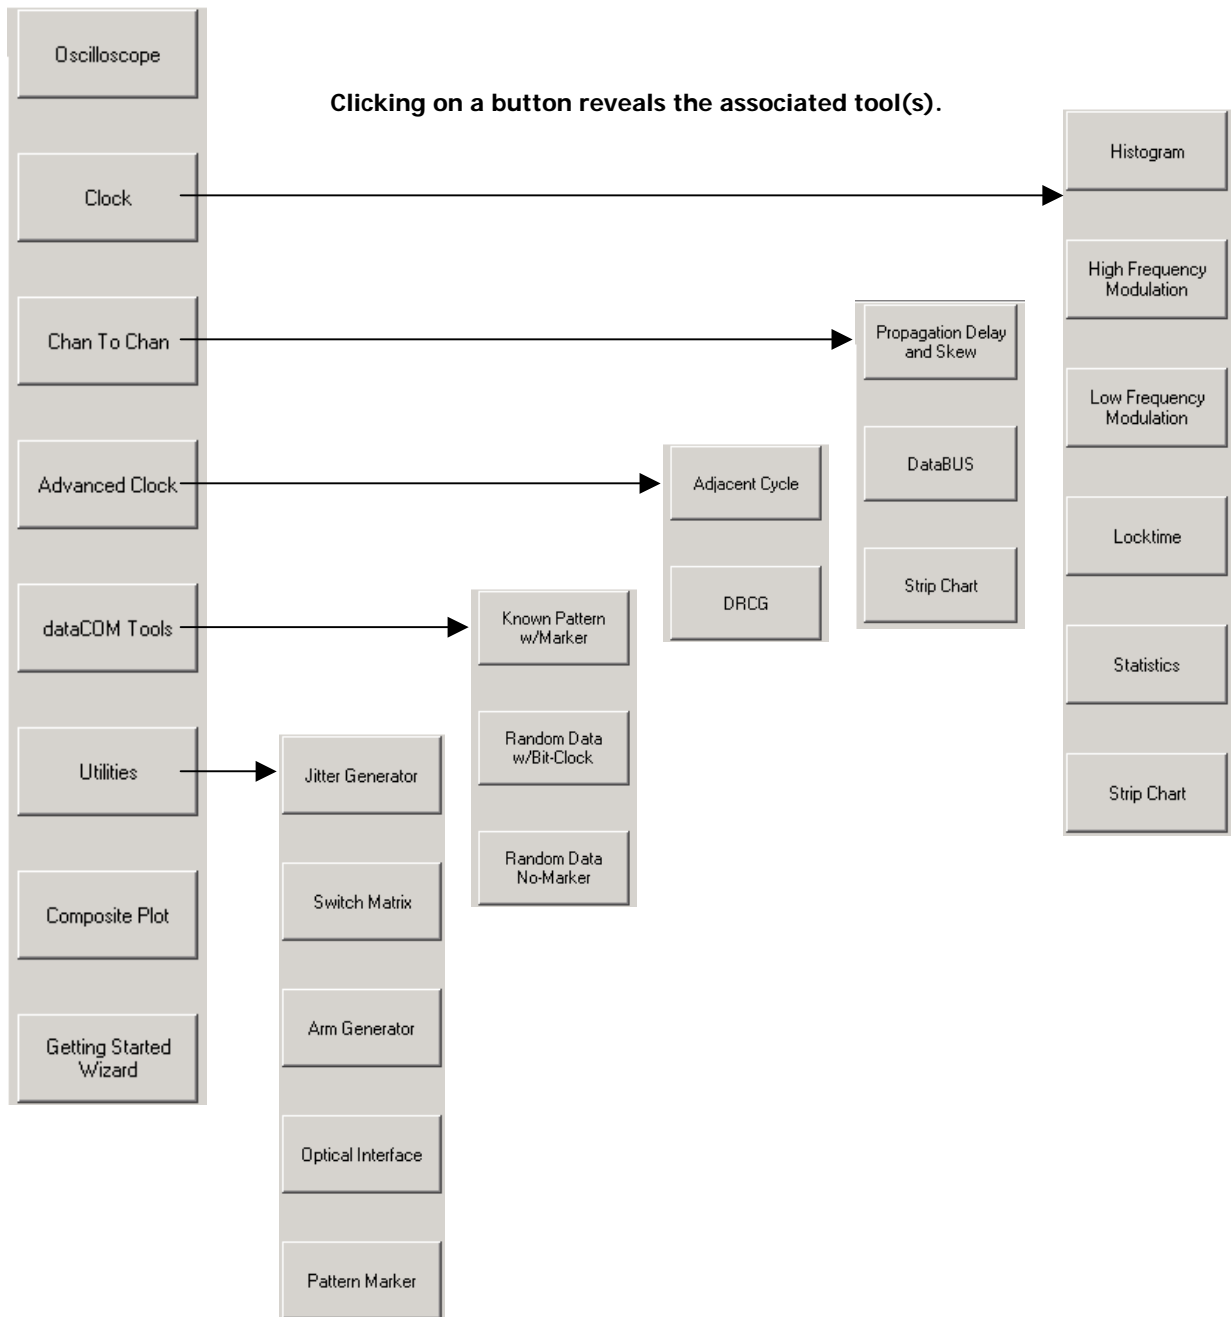 Clicking on a button reveals the associated tool(s).
Oscilloscope
Clock
Chan To Chan
Advanced Clock
dataCOM Tools
Utilities
Composite Plot
Getting Started
Wizard
Jitter Generator
Switch Matrix
Arm Generator
Optical Interface
Pattern Marker
Known Pattern
w/Marker
Random Data
w/Bit-Clock
Random Data
No-Marker
Adjacent Cycle
DRCG
Propagation Delay
and Skew
DataBUS
Strip Chart
Histogram
High Frequency
Modulation
Low Frequency
Modulation
Locktime
Statistics
Strip Chart